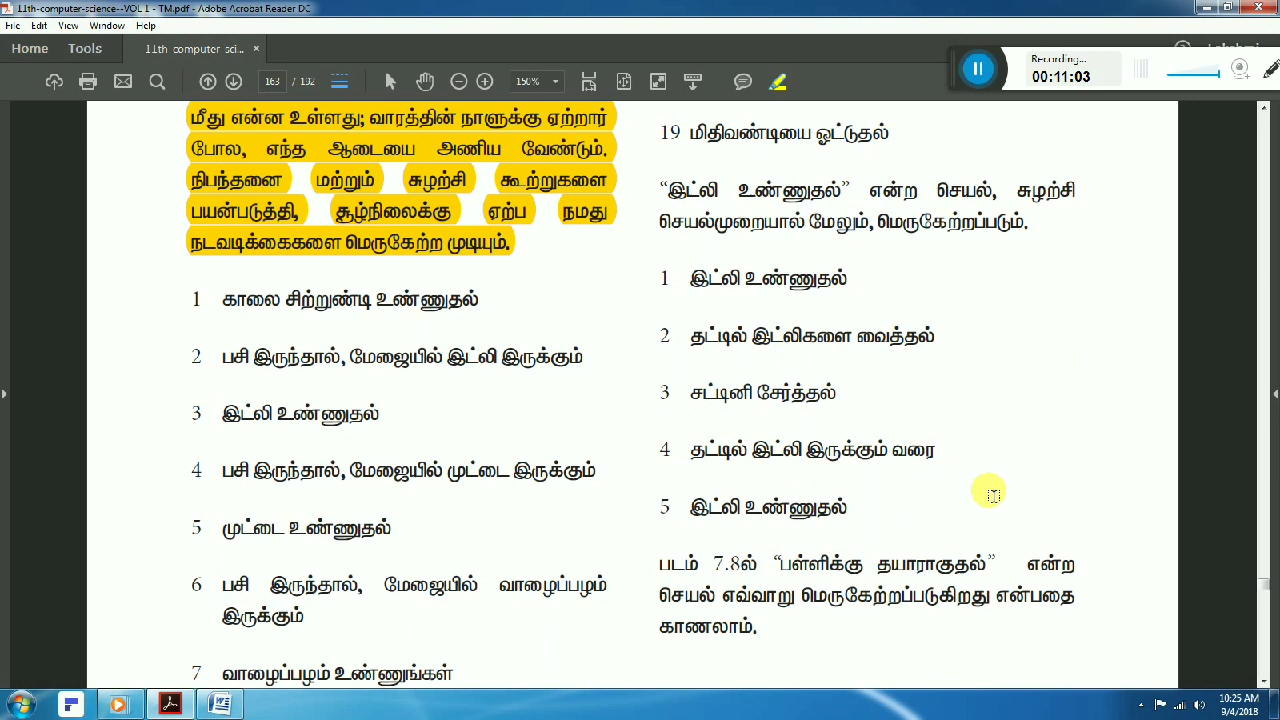 11th-computer-science--VOL 1 - TM.pdf - Adobe Acrobat Reader DC
File Edit View Window Help
Home Tools 11th-computer-sci... ×
163 / 192 150%
Recording...
00:11:03
மீது என்ன உள்ளது; வாரத்தின் நாளுக்கு ஏற்றார்
போல, எந்த ஆடையை அணிய வேண்டும்.
நிபந்தனை மற்றும் சுழற்சி கூற்றுகளை
பயன்படுத்தி, சூழ்நிலைக்கு ஏற்ப நமது
நடவடிக்கைகளை மெருகேற்ற முடியும்.
1 காலை சிற்றுண்டி உண்ணுதல்
2 பசி இருந்தால், மேஜையில் இட்லி இருக்கும்
3 இட்லி உண்ணுதல்
4 பசி இருந்தால், மேஜையில் முட்டை இருக்கும்
5 முட்டை உண்ணுதல்
6 பசி இருந்தால், மேஜையில் வாழைப்பழம்
இருக்கும்
7 வாழைப்பழம் உண்ணுங்கள்
19 மிதிவண்டியை ஓட்டுதல்
“இட்லி உண்ணுதல்” என்ற செயல், சுழற்சி
செயல்முறையால் மேலும், மெருகேற்றப்படும்.
1 இட்லி உண்ணுதல்
2 தட்டில் இட்லிகளை வைத்தல்
3 சட்டினி சேர்த்தல்
4 தட்டில் இட்லி இருக்கும் வரை
5 இட்லி உண்ணுதல்
படம் 7.8ல் “பள்ளிக்கு தயாராகுதல்” என்ற
செயல் எவ்வாறு மெருகேற்றப்படுகிறது என்பதை
காணலாம்.
10:25 AM
9/4/2018